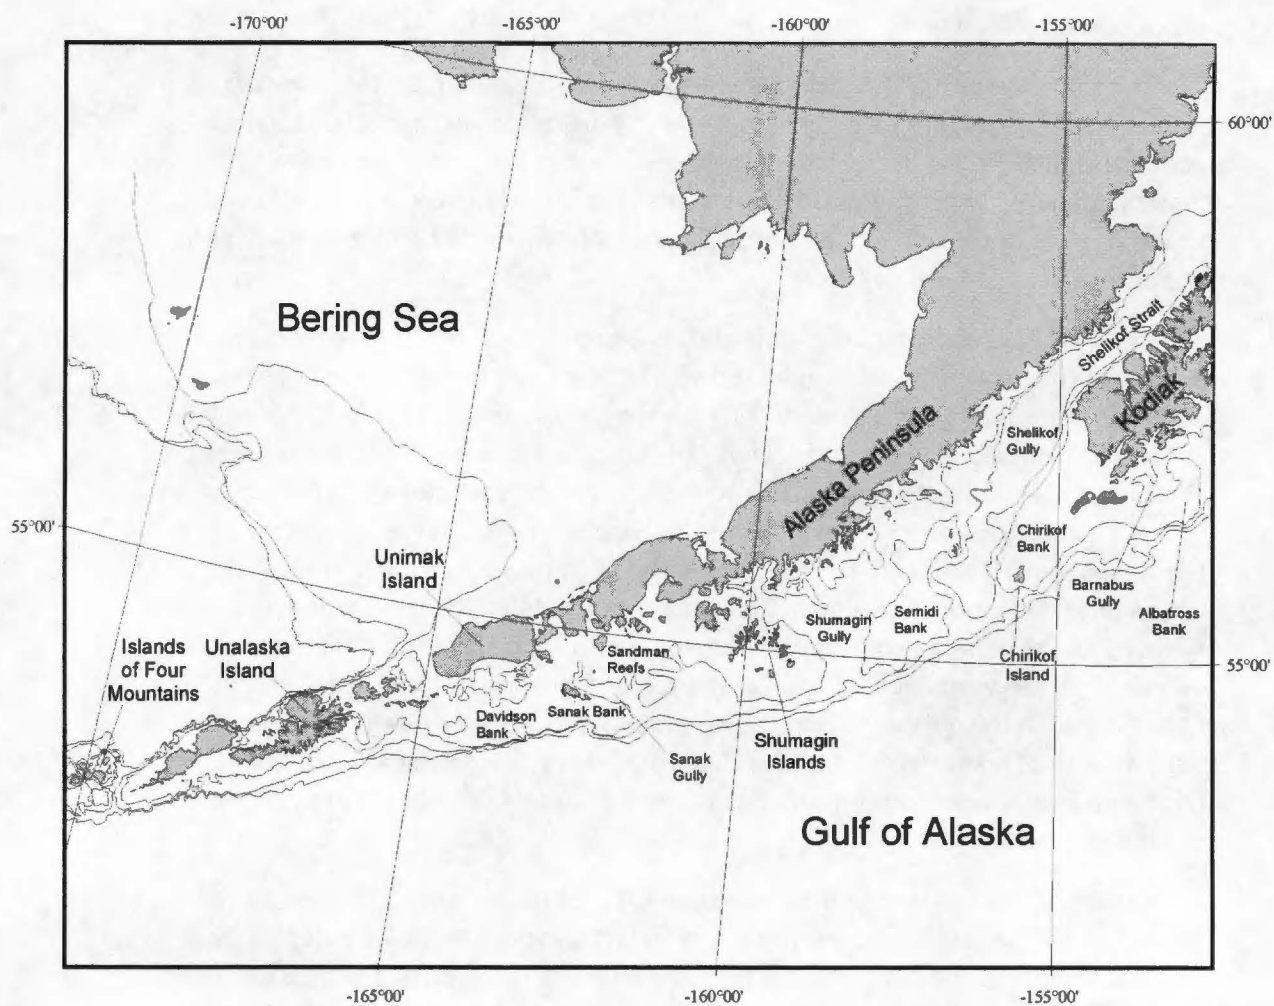 -170°00'
-165°00'
-160°00'
-155°00'
60°00'
Bering Sea
Shelikof Strait
Kodiak
Alaska Peninsula
Shelikof
Gully
55°00'
Chirikof
Bank
Unimak
Island
Barnabus
Gully
Albatross
Bank
Shumagin
Gully
Semidi
Bank
Islands
of Four
Mountains
Unalaska
Island
Sandman
Reefs
Chirikof
Island
55°00'
Davidson
Bank
Sanak Bank
Shumagin
Islands
Sanak
Gully
Gulf of Alaska
-165°00'
-160°00'
-155°00'